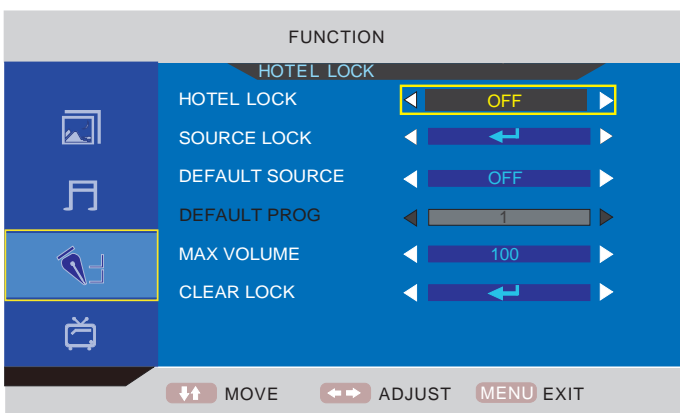 FUNCTION
HOTEL LOCK
HOTEL LOCK OFF
SOURCE LOCK
DEFAULT SOURCE OFF
DEFAULT PROG 1
MAX VOLUME 100
CLEAR LOCK
MOVE ADJUST MENU EXIT